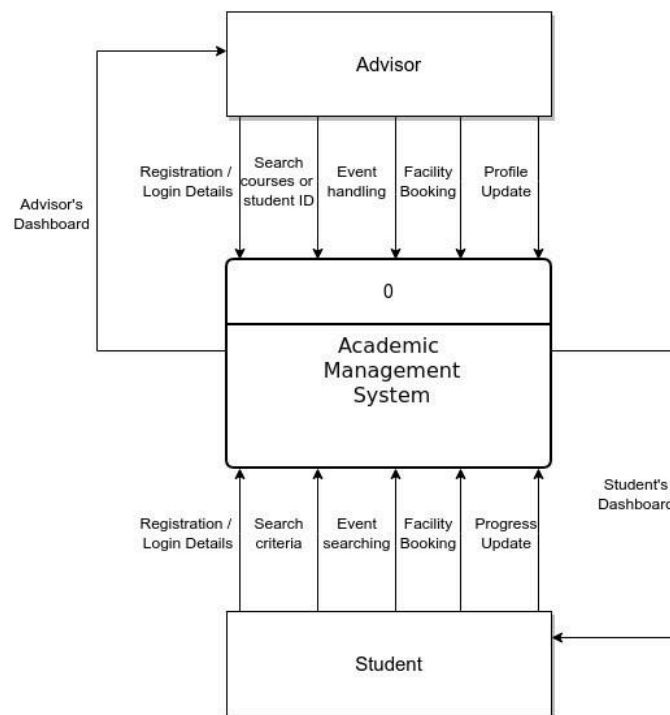 Advisor
Registration /
Login Details
Search
courses or
student ID
Event
handling
Facility
Booking
Profile
Update
Advisor's
Dashboard
0
Academic
Management
System
Student's
Dashboard
Registration /
Login Details
Search
criteria
Event
searching
Facility
Booking
Progress
Update
Student